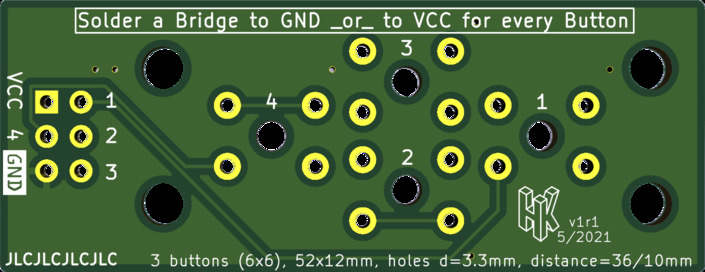 Solder a Bridge to GND _or_ to VCC for every Button
3
VCC
1
4
1
4
2
2
GND
3
HK
v1r1
5/2021
JLCJLCJLCJLC
3 buttons (6x6), 52x12mm, holes d=3.3mm, distance=36/10mm